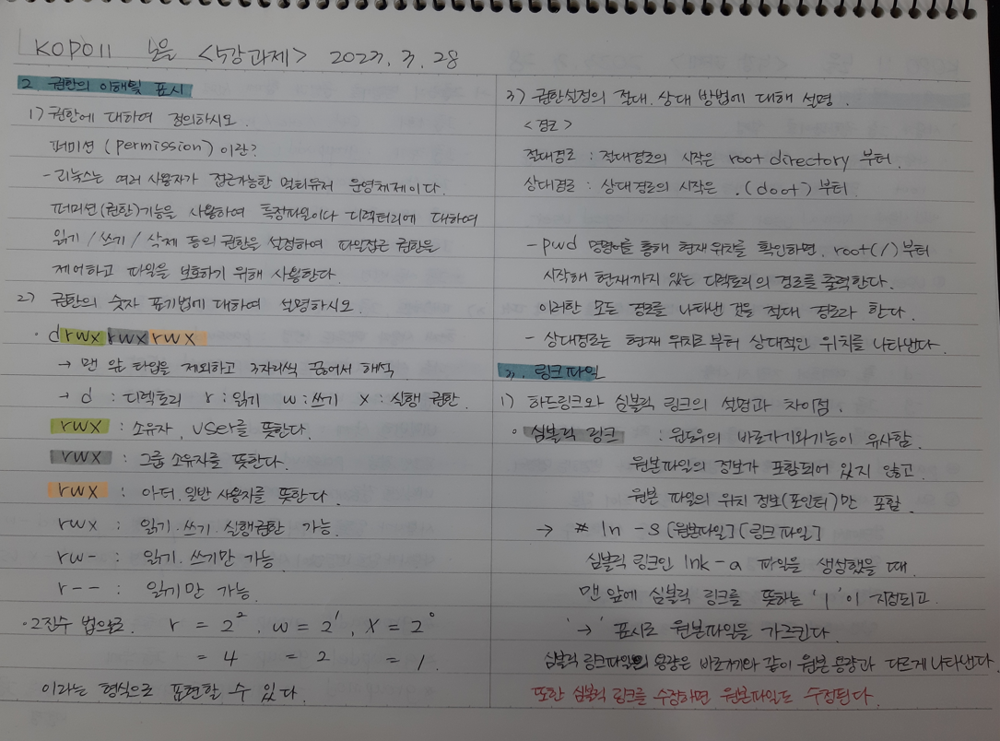 KOPO11 노을 <5강과제> 2023. 3. 28
2. 권한의 이해및 표시
1) 권한에 대하여 정의하시오.
퍼미션 (permission) 이란?
- 리눅스는 여러 사용자가 접근가능한 멀티유저 운영체제이다.
퍼미션(권한)기능을 사용하여 특정파일이나 디렉터리에 대하여
읽기 / 쓰기 / 삭제 등의 권한을 설정하여 파일접근 권한을
제어하고 파일을 보호하기 위해 사용한다.
2) 권한의 숫자 표기법에 대하여 설명하시오.
· drwxrwxrwx
→ 맨 앞 타입을 제외하고 3자리씩 끊어서 해석
→ d : 디렉토리 r : 읽기 w : 쓰기 x : 실행 권한.
rwx : 소유자, user를 뜻한다.
rwx : 그룹 소유자를 뜻한다.
rwx : 아더, 일반 사용자를 뜻한다.
rwx : 읽기. 쓰기. 실행권한 가능.
rw- : 읽기. 쓰기만 가능
r-- : 읽기만 가능.
· 2진수 법으로. r = 2², w = 2¹, x = 2⁰
= 4 = 2 = 1.
이라는 형식으로 표현할 수 있다.
3) 권한설정의 절대. 상대 방법에 대해 설명.
<경로>
절대경로 : 절대경로의 시작은 root directory 부터.
상대경로 : 상대경로의 시작은 .(doot) 부터.
- pwd 명령어를 통해 현재 위치를 확인하면. root(/)부터
시작해 현재까지 있는 디렉토리의 경로를 출력한다.
이러한 모든 경로를 나타낸 것을 절대 경로라 한다.
- 상대경로는 현재 위치로부터 상대적인 위치를 나타낸다.
3. 링크파일
1) 하드링크와 심볼릭 링크의 설명과 차이점.
· 심볼릭 링크 : 윈도우의 바로가기와기능이 유사함.
원본파일의 정보가 포함되어 있지 않고.
원본 파일의 위치 정보(포인터)만 포함.
→ # ln -s [원본파일] [링크파일]
심볼릭 링크인 lnk-a 파일을 생성했을 때.
맨 앞에 심볼릭 링크를 뜻하는 'l'이 지정되고.
'→' 표시로 원본파일을 가르킨다.
심볼릭 링크파일의 용량은 바로가기와 같이 원본 용량과 다르게 나타낸다.
또한 심볼릭 링크를 수정하면 원본파일도 수정된다.